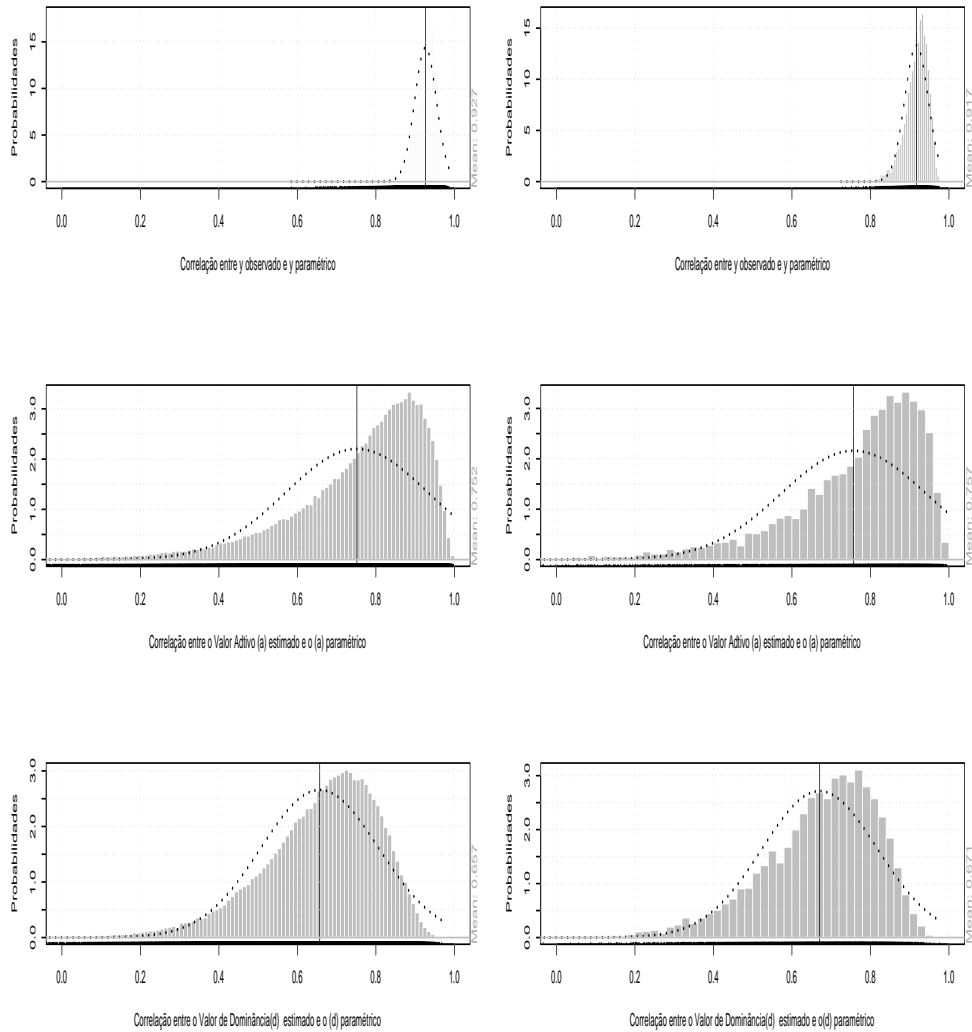 Probabilidades
0 5 10 15
0.0 0.2 0.4 0.6 0.8 1.0
Mean: 0.927
Correlação entre y observado e y paramétrico
Probabilidades
0 5 10 15
0.0 0.2 0.4 0.6 0.8 1.0
Mean: 0.917
Correlação entre y observado e y paramétrico
Probabilidades
0.0 1.0 2.0 3.0
0.0 0.2 0.4 0.6 0.8 1.0
Mean: 0.752
Correlação entre o Valor Adtivo (a) estimado e o (a) paramétrico
Probabilidades
0.0 1.0 2.0 3.0
0.0 0.2 0.4 0.6 0.8 1.0
Mean: 0.757
Correlação entre o Valor Adtivo (a) estimado e o (a) paramétrico
Probabilidades
0.0 1.0 2.0 3.0
0.0 0.2 0.4 0.6 0.8 1.0
Mean: 0.657
Correlação entre o Valor de Dominância(d) estimado e o (d) paramétrico
Probabilidades
0.0 1.0 2.0 3.0
0.0 0.2 0.4 0.6 0.8 1.0
Mean: 0.671
Correlação entre o Valor de Dominância(d) estimado e o(d) paramétrico